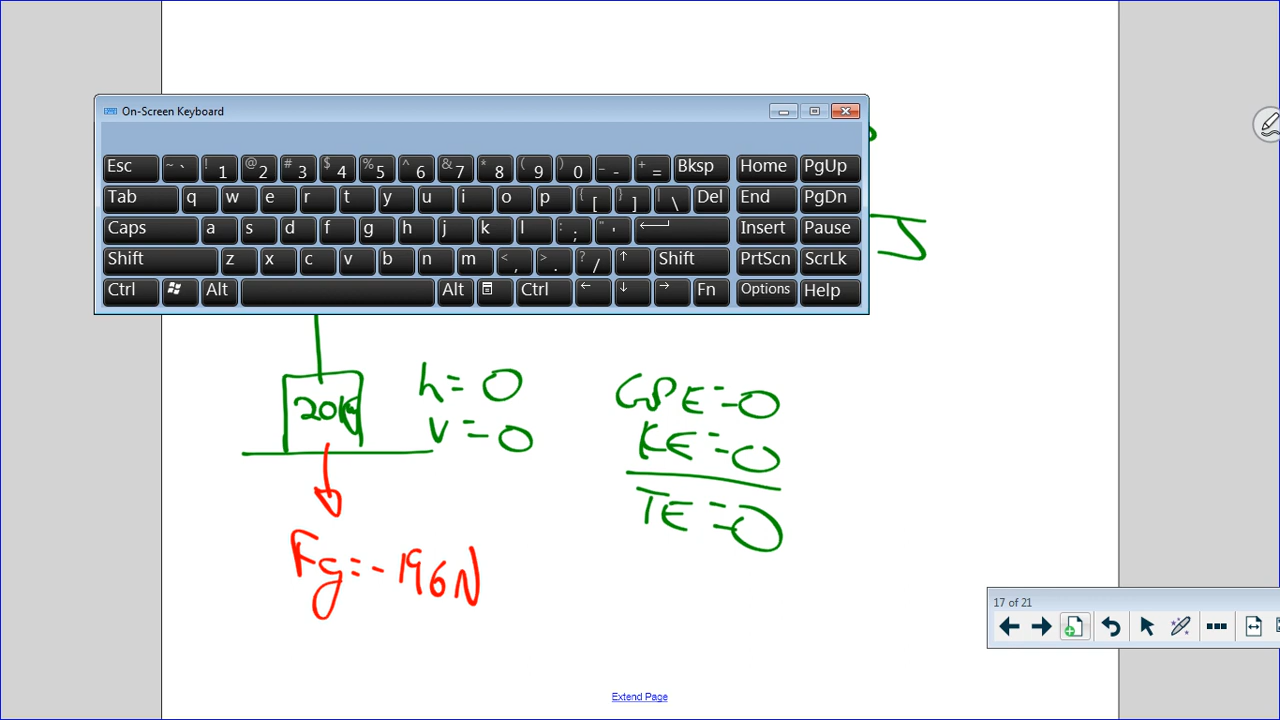 On-Screen Keyboard
Esc ~ ` ! 1 @ 2 # 3 $ 4 % 5 ^ 6 & 7 * 8 ( 9 ) 0 _ - + = Bksp Home PgUp
Tab q w e r t y u i o p { [ } ] | \ Del End PgDn
Caps a s d f g h j k l : ; " ' Insert Pause
Shift z x c v b n m < , > . ? / ↑ Shift PrtScn ScrLk
Ctrl Alt Alt Ctrl ← ↓ → Fn Options Help
J
20K
h = 0
v = 0
GPE = 0
KE = 0
TE = 0
Fg = -196N
17 of 21
Extend Page